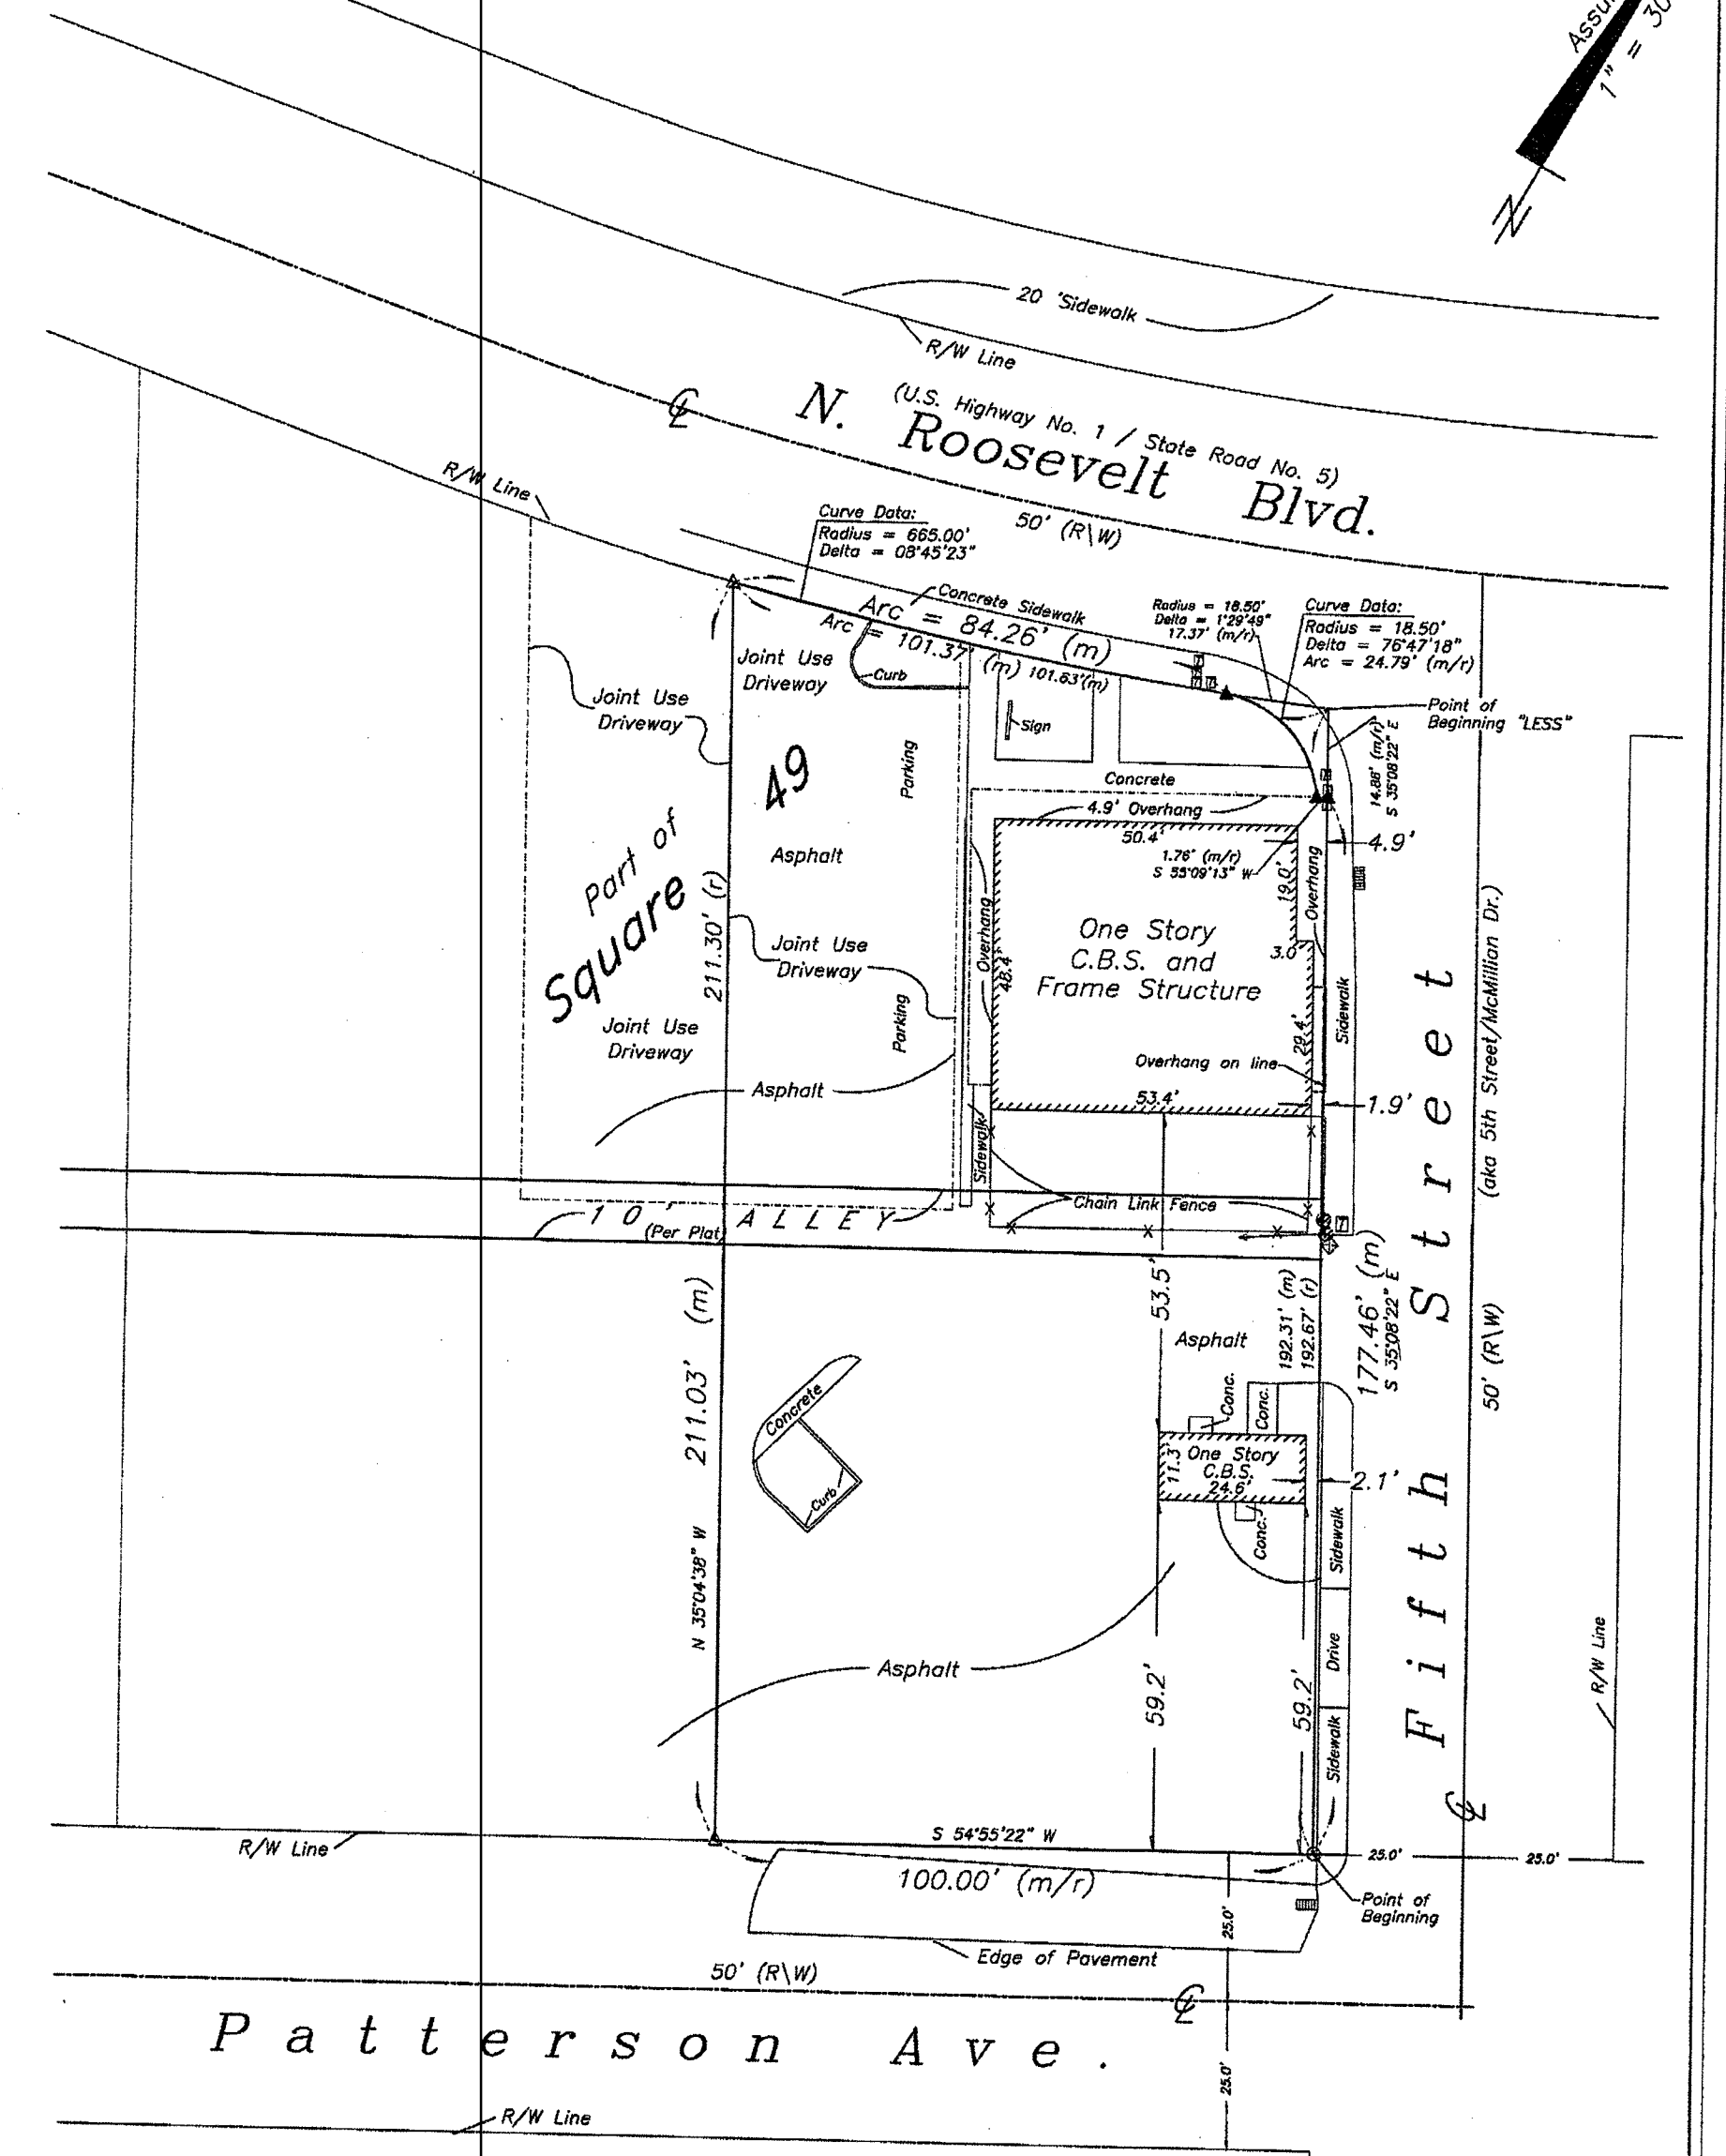 1" = 30
N
20 'Sidewalk
R/W Line
℄
(U.S. Highway No. 1 / State Road No. 5)
N. Roosevelt Blvd.
50' (R\W)
R/W Line
Curve Data:
Radius = 665.00'
Delta = 08°45'23"
Concrete Sidewalk
Arc = 84.26' (m)
Arc = 101.37' (m) 101.63'(m)
Radius = 18.50'
Delta = 1°29'49"
17.37' (m/r)
Curve Data:
Radius = 18.50'
Delta = 76°47'18"
Arc = 24.79' (m/r)
Point of
Beginning "LESS"
14.88' (m/r)
S 35°08'22" E
Joint Use
Driveway
Curb
Joint Use
Driveway
Sign
Parking
Concrete
4.9' Overhang
50.4'
1.76' (m/r)
S 55°09'13" W
4.9'
19.0'
Overhang
Part of
Square 49
Asphalt
211.30' (r)
Joint Use
Driveway
Overhang
48.4'
One Story
C.B.S. and
Frame Structure
3.0'
29.4'
Sidewalk
Joint Use
Driveway
Parking
Overhang on line
Asphalt
53.4'
1.9'
Sidewalk
Chain Link Fence
10' ALLEY
(Per Plat)
Fifth Street
(aka 5th Street/McMillion Dr.)
50' (R\W)
53.5'
192.31' (m)
192.67' (r)
177.46' (m)
S 35°08'22" E
Asphalt
211.03' (m)
N 35°04'38" W
Concrete
Curb
Conc.
Conc.
11.3
One Story
C.B.S.
24.6'
2.1'
Conc.
Sidewalk
Drive
Sidewalk
Asphalt
59.2'
59.2'
R/W Line
℄
R/W Line
S 54°55'22" W
100.00' (m/r)
25.0'
25.0'
Point of
Beginning
25.0'
Edge of Pavement
50' (R\W)
℄
Patterson Ave.
25.0'
R/W Line